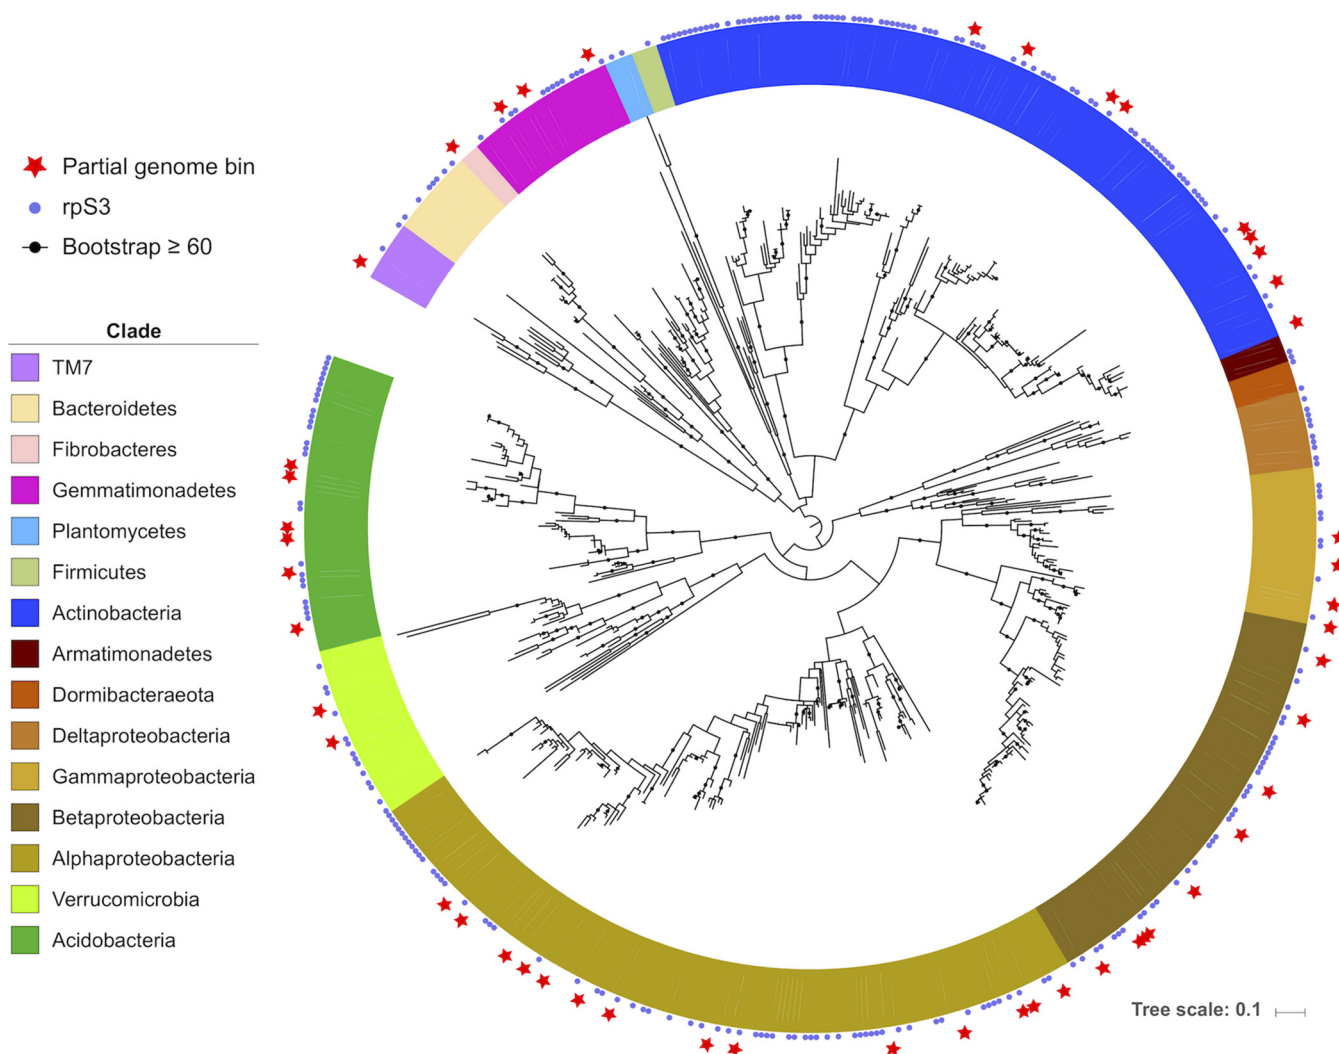 Partial genome bin
rpS3
Bootstrap ≥ 60
Clade
TM7
Bacteroidetes
Fibrobacteres
Gemmatimonadetes
Plantomycetes
Firmicutes
Actinobacteria
Armatimonadetes
Dormibacteraeota
Deltaproteobacteria
Gammaproteobacteria
Betaproteobacteria
Alphaproteobacteria
Verrucomicrobia
Acidobacteria
Tree scale: 0.1